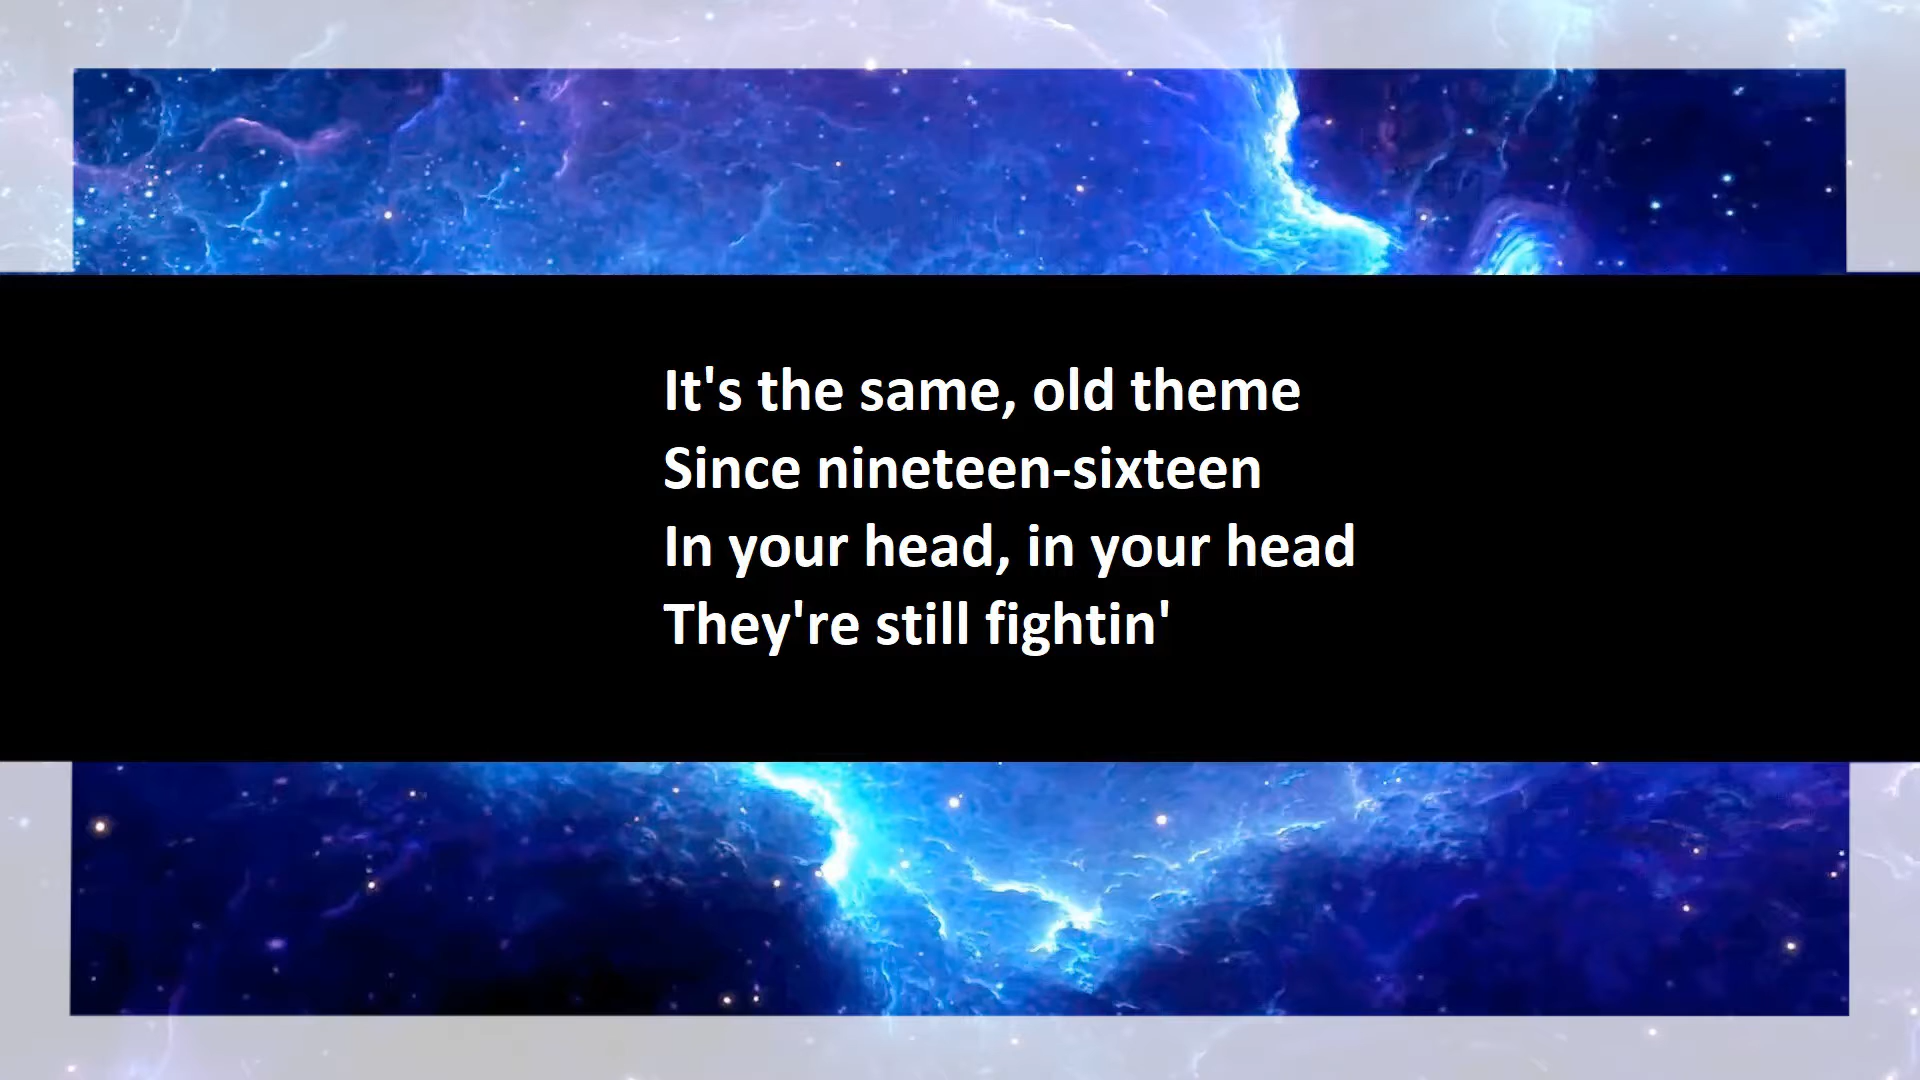 It's the same, old theme
Since nineteen-sixteen
In your head, in your head
They're still fightin'